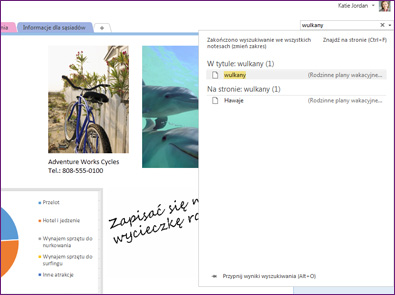 Katie Jordan
Informacje dla sąsiadów
wulkany
Zakończono wyszukiwanie we wszystkich notesach (zmień zakres)
Znajdź na stronie (Ctrl+F)
W tytule: wulkany (1)
wulkany (Rodzinne plany wakacyjne...
Na stronie: wulkany (1)
Hawaje (Rodzinne plany wakacyjne...
Adventure Works Cycles
Tel.: 808-555-0100
Zapisać się n
wycieczkę ro
Przelot
Hotel i jedzenie
Wynajem sprzętu do
nurkowania
Wynajem sprzętu do
surfingu
Inne atrakcje
Przypnij wyniki wyszukiwania (Alt+O)